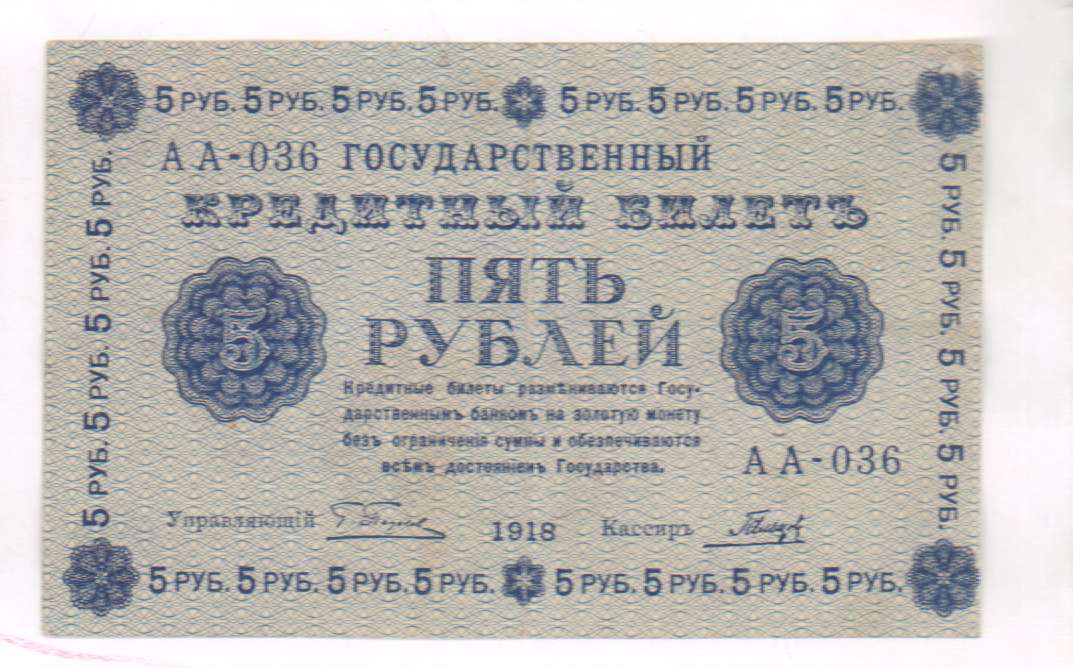 5 РУБ. 5 РУБ. 5 РУБ. 5 РУБ. 5 РУБ. 5 РУБ. 5 РУБ. 5 РУБ.
АА-036 ГОСУДАРСТВЕННЫЙ
КРЕДИТНЫЙ БИЛЕТЪ
ПЯТЬ
РУБЛЕЙ
5
5
Кредитные билеты размѣниваются Госу-
дарственнымъ банкомъ на золотую монету
безъ ограниченія суммы и обезпечиваются
всѣмъ достояніемъ Государства.
АА-036
Управляющій
1918
Кассиръ
5 РУБ. 5 РУБ. 5 РУБ. 5 РУБ. 5 РУБ. 5 РУБ. 5 РУБ. 5 РУБ.
5 РУБ. 5 РУБ. 5 РУБ. 5 РУБ.
5 РУБ. 5 РУБ. 5 РУБ. 5 РУБ.